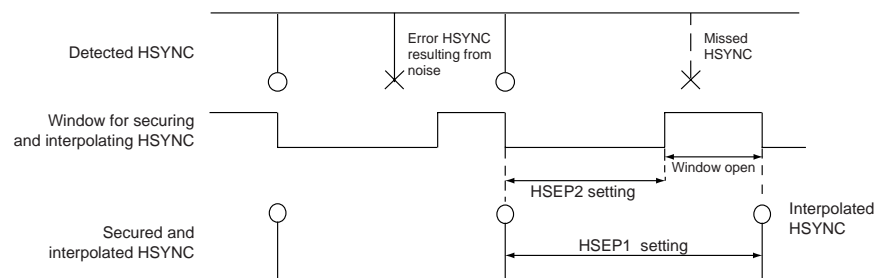 Detected HSYNC
Error HSYNC
resulting from
noise
Missed
HSYNC
Window for securing
and interpolating HSYNC
Window open
HSEP2 setting
Secured and
interpolated HSYNC
HSEP1 setting
Interpolated
HSYNC